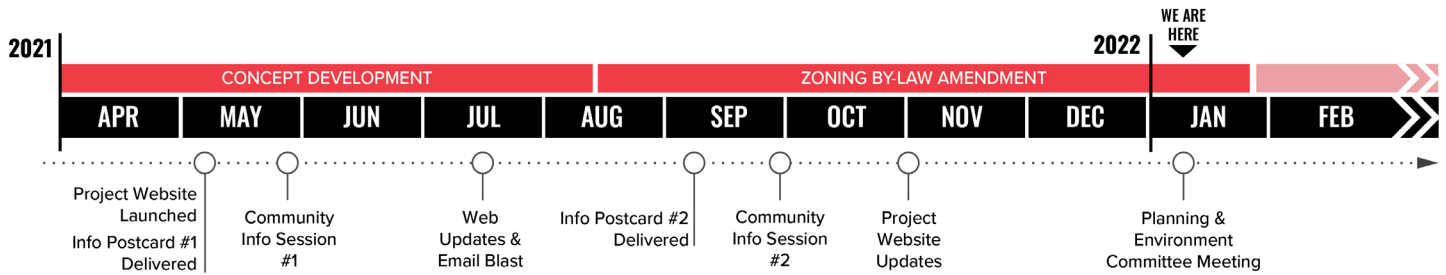 WE ARE
HERE
2021
2022
CONCEPT DEVELOPMENT
ZONING BY-LAW AMENDMENT
APR
MAY
JUN
JUL
AUG
SEP
OCT
NOV
DEC
JAN
FEB
Project Website
Launched
Info Postcard #1
Delivered
Community
Info Session
#1
Web
Updates &
Email Blast
Info Postcard #2
Delivered
Community
Info Session
#2
Project
Website
Updates
Planning &
Environment
Committee Meeting